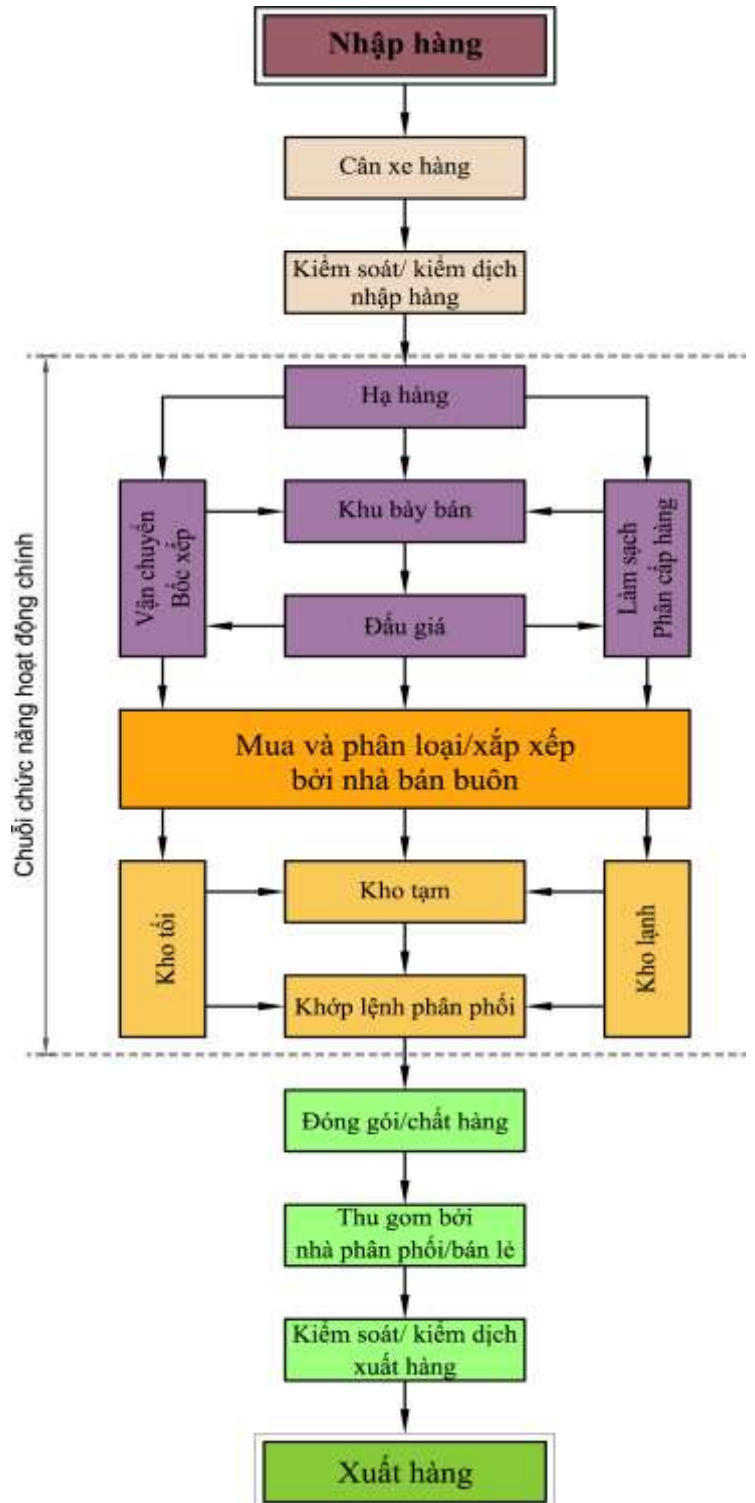 Nhập hàng
Cân xe hàng
Kiểm soát/ kiểm dịch
nhập hàng
Chuỗi chức năng hoạt động chính
Hạ hàng
Vận chuyển
Bốc xếp
Khu bày bán
Làm sạch
Phân cấp hàng
Đấu giá
Mua và phân loại/xắp xếp
bởi nhà bán buôn
Kho tối
Kho tạm
Kho lạnh
Khớp lệnh phân phối
Đóng gói/chất hàng
Thu gom bởi
nhà phân phối/bán lẻ
Kiểm soát/ kiểm dịch
xuất hàng
Xuất hàng